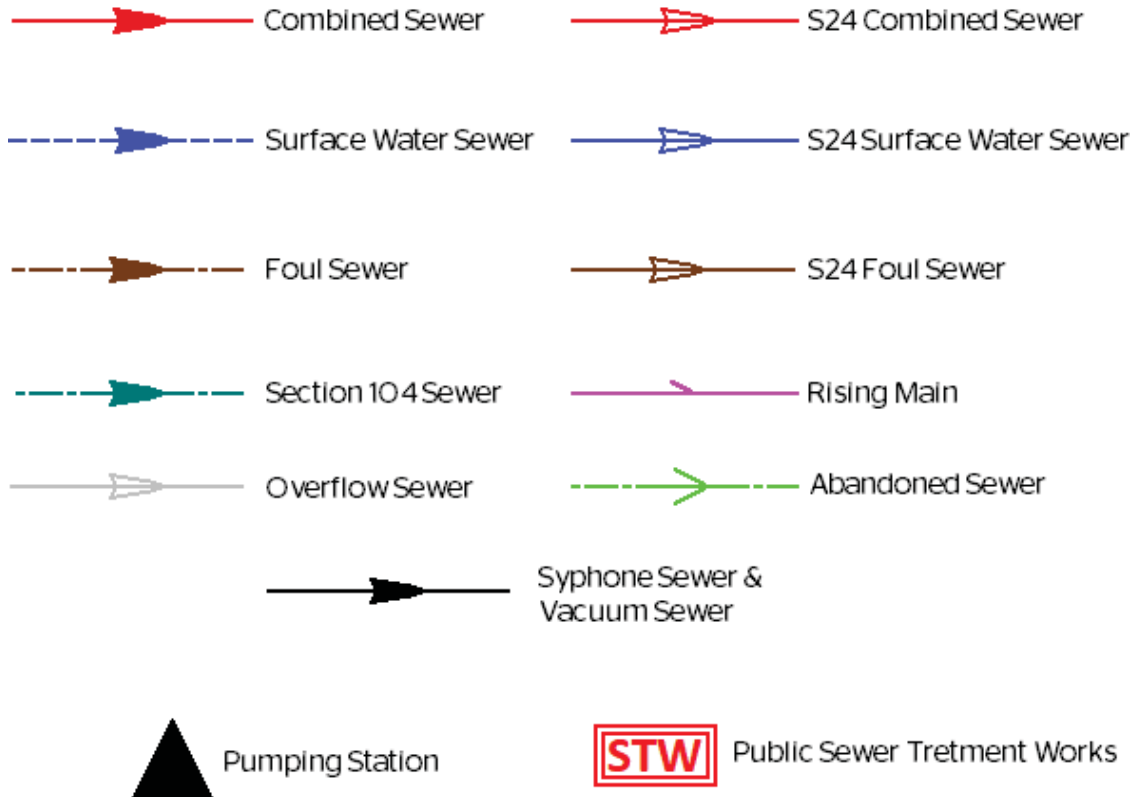 Combined Sewer
S24 Combined Sewer
Surface Water Sewer
S24 Surface Water Sewer
Foul Sewer
S24 Foul Sewer
Section 104 Sewer
Rising Main
Overflow Sewer
Abandoned Sewer
Syphone Sewer &
Vacuum Sewer
Pumping Station
STW
Public Sewer Tretment Works